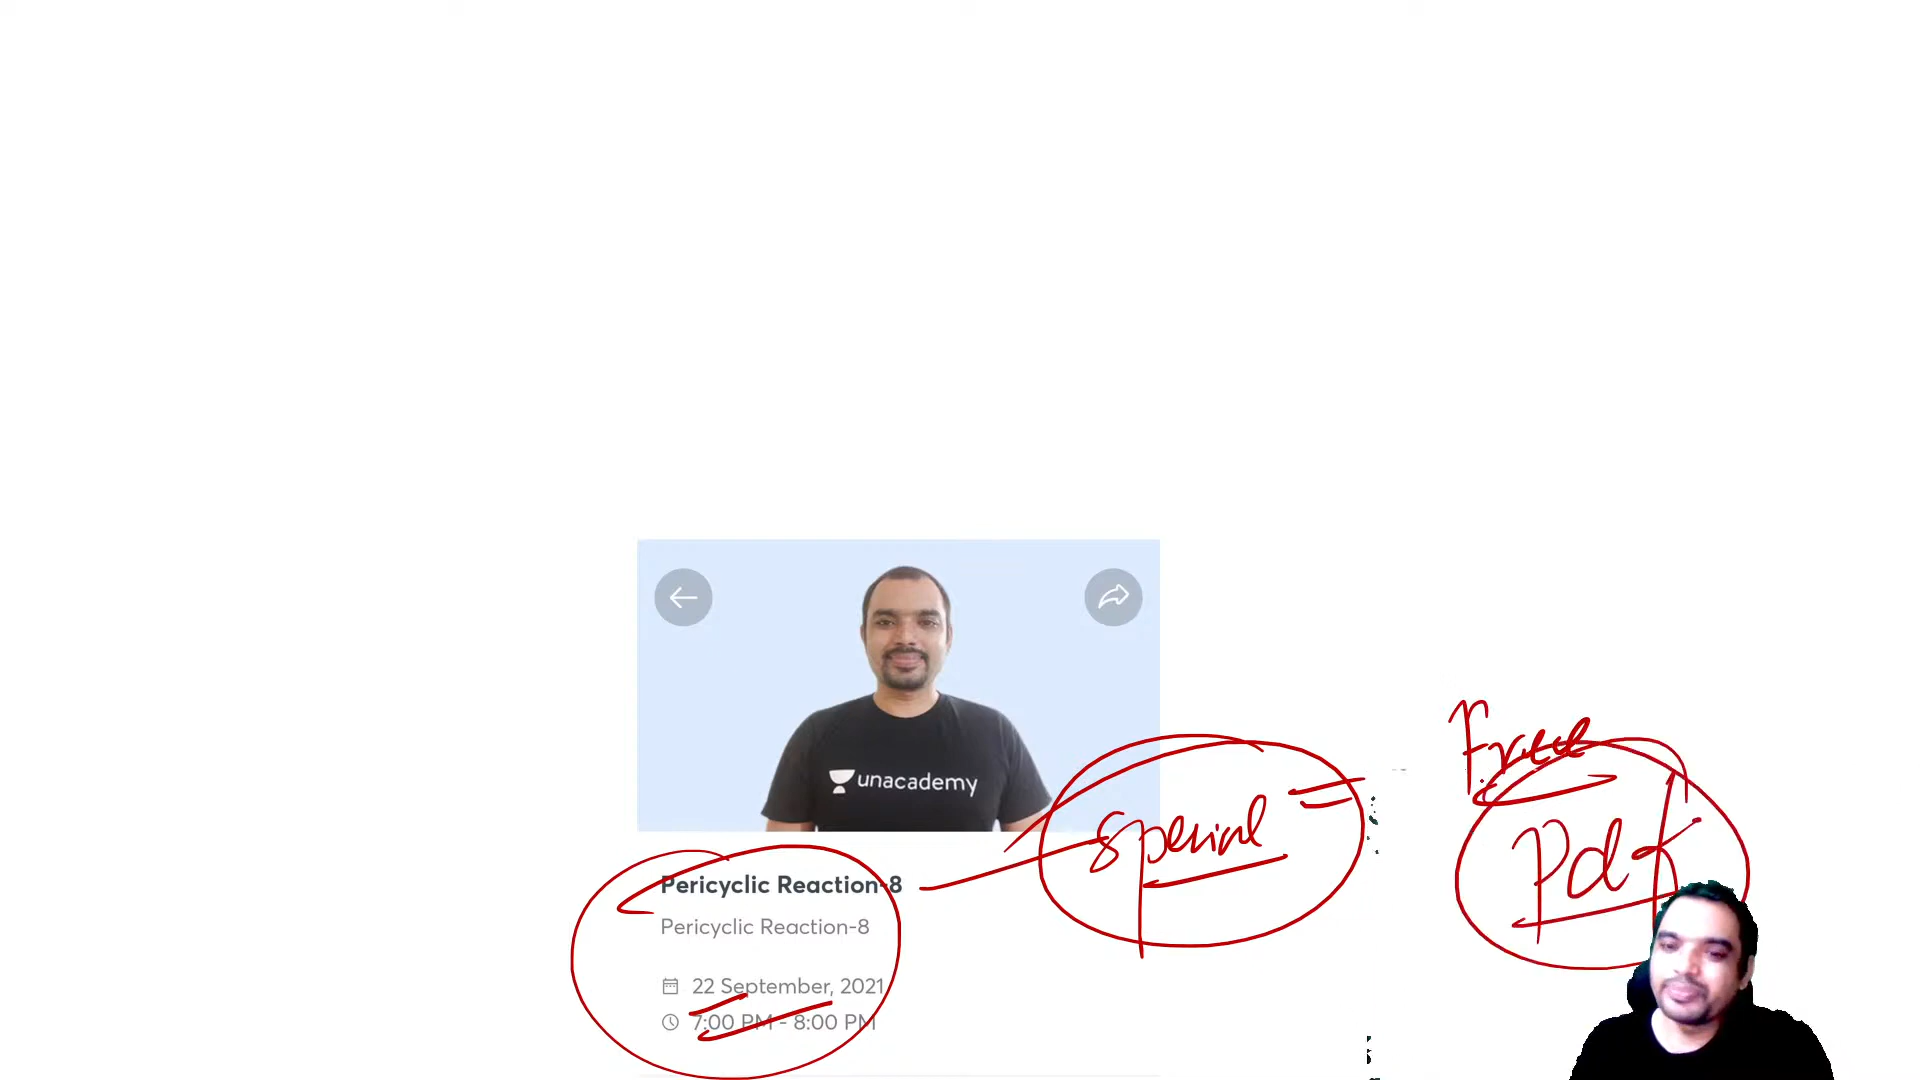 unacademy
Free
special =
Pdf
Pericyclic Reaction-8
Pericyclic Reaction-8
22 September, 2021
7:00 PM - 8:00 PM